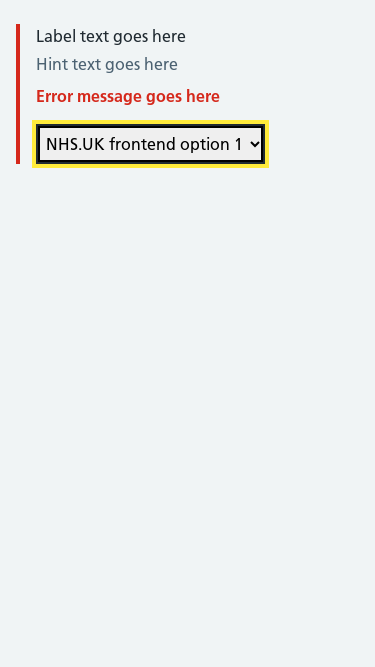 Label text goes here
Hint text goes here
Error message goes here
NHS.UK frontend option 1